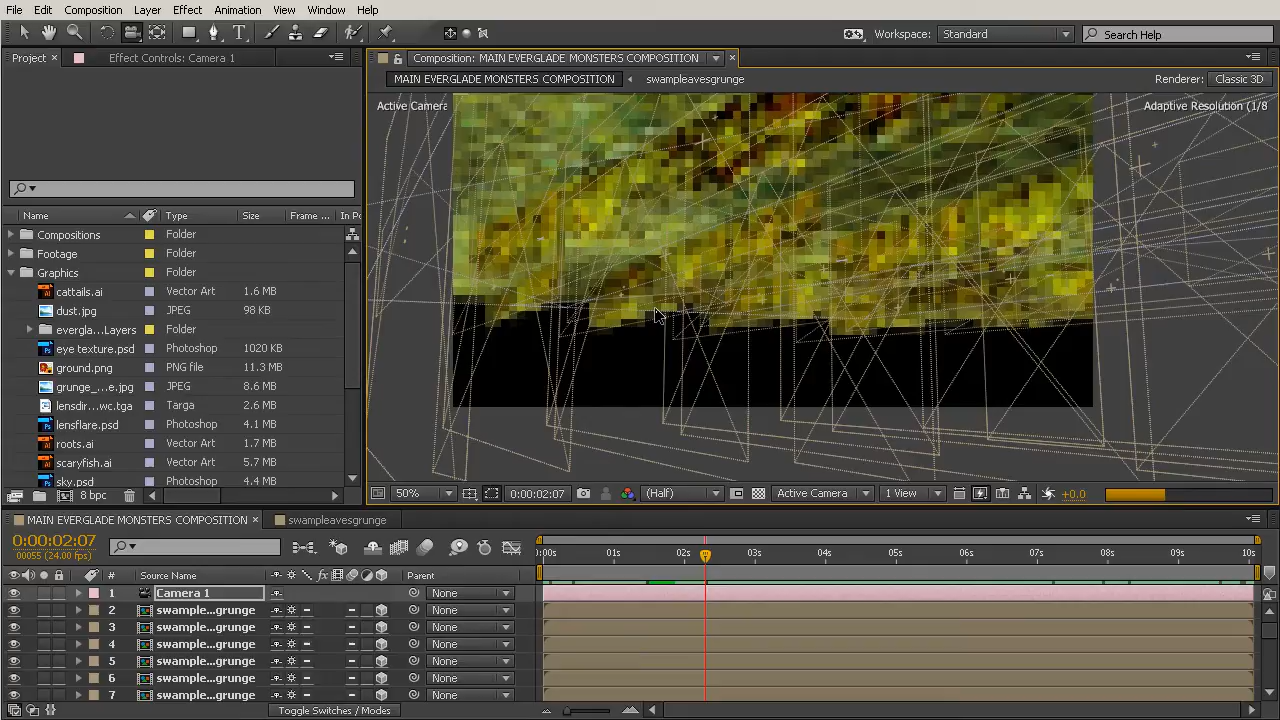 File Edit Composition Layer Effect Animation View Window Help
Workspace: Standard Search Help
Project × Effect Controls: Camera 1
Composition: MAIN EVERGLADE MONSTERS COMPOSITION ×
MAIN EVERGLADE MONSTERS COMPOSITION swampleavesgrunge
Renderer: Classic 3D
Active Camera
Adaptive Resolution (1/8
Name Type Size Frame ... In Po
Compositions Folder
Footage Folder
Graphics Folder
cattails.ai Vector Art 1.6 MB
dust.jpg JPEG 98 KB
evergla...Layers Folder
eye texture.psd Photoshop 1020 KB
ground.png PNG file 11.3 MB
grunge_...e.jpg JPEG 8.6 MB
lensdir...wc.tga Targa 2.6 MB
lensflare.psd Photoshop 4.1 MB
roots.ai Vector Art 1.7 MB
scaryfish.ai Vector Art 5.7 MB
sky.psd Photoshop 4.4 MB
8 bpc
50% 0:00:02:07 (Half) Active Camera 1 View +0.0
MAIN EVERGLADE MONSTERS COMPOSITION × swampleavesgrunge
0:00:02:07
00055 (24.00 fps)
:00s 01s 02s 03s 04s 05s 06s 07s 08s 09s 10s
# Source Name Parent
1 Camera 1 None
2 swample...grunge None
3 swample...grunge None
4 swample...grunge None
5 swample...grunge None
6 swample...grunge None
7 swample...grunge None
Toggle Switches / Modes